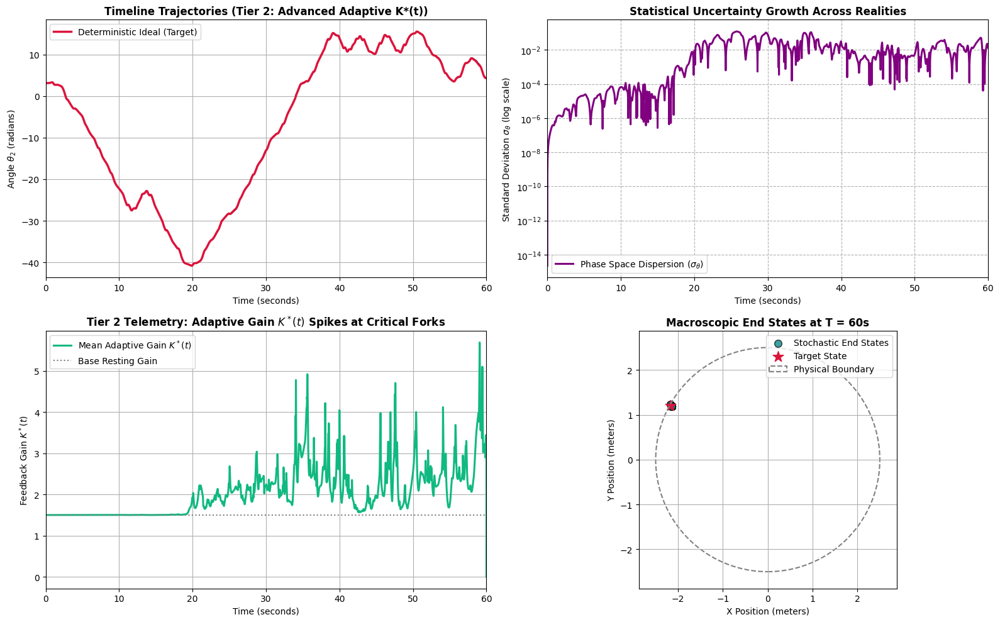 Timeline Trajectories (Tier 2: Advanced Adaptive K*(t))
Deterministic Ideal (Target)
Angle θ₂ (radians)
10
0
−10
−20
−30
−40
0 10 20 30 40 50 60
Time (seconds)
Statistical Uncertainty Growth Across Realities
Standard Deviation σ_θ (log scale)
10⁻²
10⁻⁴
10⁻⁶
10⁻⁸
10⁻¹⁰
10⁻¹²
10⁻¹⁴
Phase Space Dispersion (σ_θ)
0 10 20 30 40 50 60
Time (seconds)
Tier 2 Telemetry: Adaptive Gain K*(t) Spikes at Critical Forks
Mean Adaptive Gain K*(t)
Base Resting Gain
Feedback Gain K*(t)
5
4
3
2
1
0
0 10 20 30 40 50 60
Time (seconds)
Macroscopic End States at T = 60s
Stochastic End States
Target State
Physical Boundary
Y Position (meters)
2
1
0
−1
−2
−2 −1 0 1 2
X Position (meters)